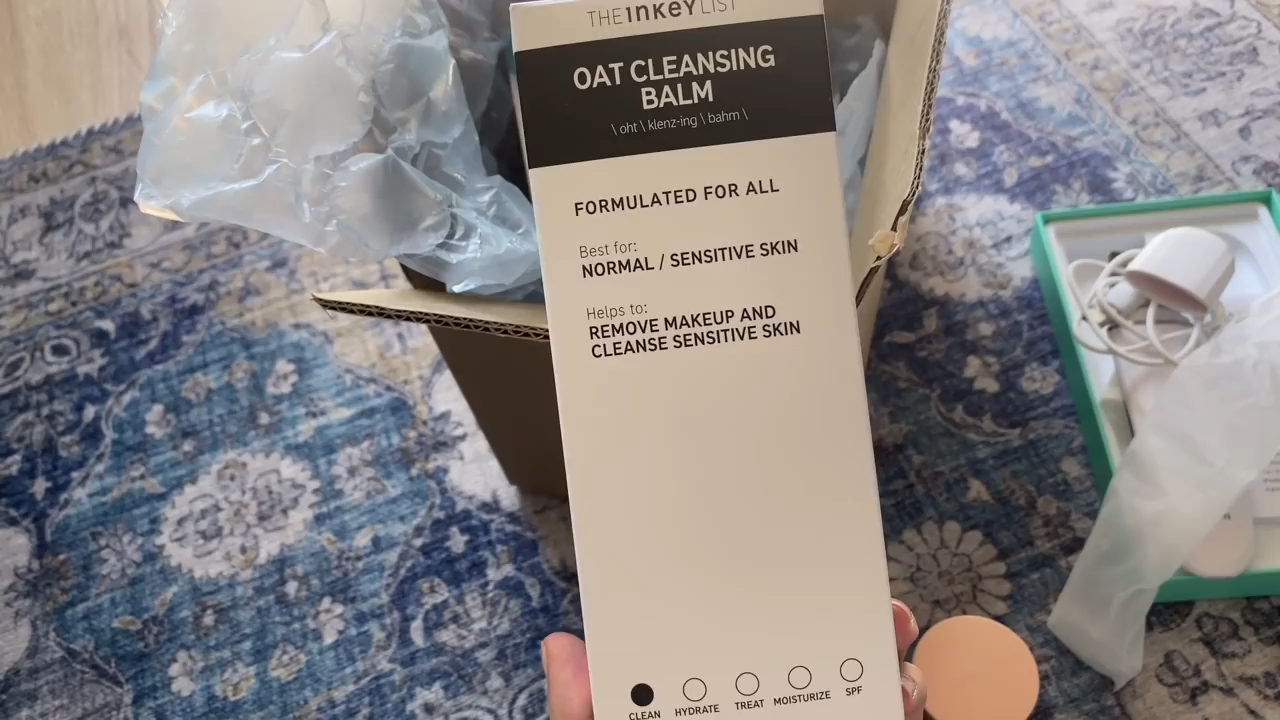 THE INKEY LIST
OAT CLEANSING
BALM
\ oht \ klenz-ing \ bahm \
FORMULATED FOR ALL
Best for:
NORMAL / SENSITIVE SKIN
Helps to:
REMOVE MAKEUP AND
CLEANSE SENSITIVE SKIN
CLEAN HYDRATE TREAT MOISTURIZE SPF